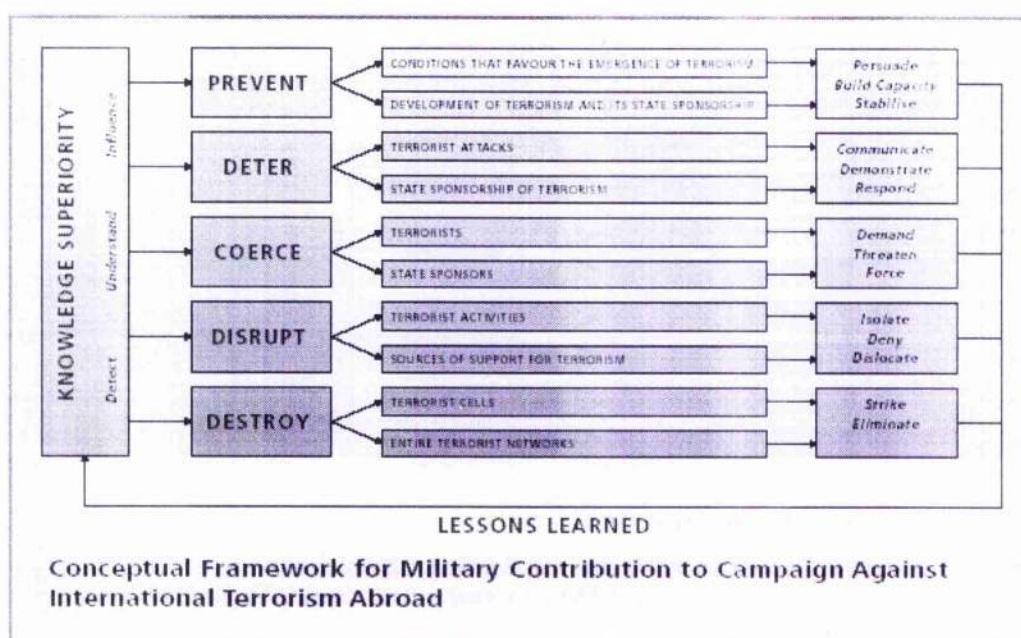 KNOWLEDGE SUPERIORITY
Detect Understand Influence
PREVENT
CONDITIONS THAT FAVOUR THE EMERGENCE OF TERRORISM
DEVELOPMENT OF TERRORISM AND ITS STATE SPONSORSHIP
Persuade
Build Capacity
Stabilise
DETER
TERRORIST ATTACKS
STATE SPONSORSHIP OF TERRORISM
Communicate
Demonstrate
Respond
COERCE
TERRORISTS
STATE SPONSORS
Demand
Threaten
Force
DISRUPT
TERRORIST ACTIVITIES
SOURCES OF SUPPORT FOR TERRORISM
Isolate
Deny
Dislocate
DESTROY
TERRORIST CELLS
ENTIRE TERRORIST NETWORKS
Strike
Eliminate
LESSONS LEARNED
Conceptual Framework for Military Contribution to Campaign Against
International Terrorism Abroad